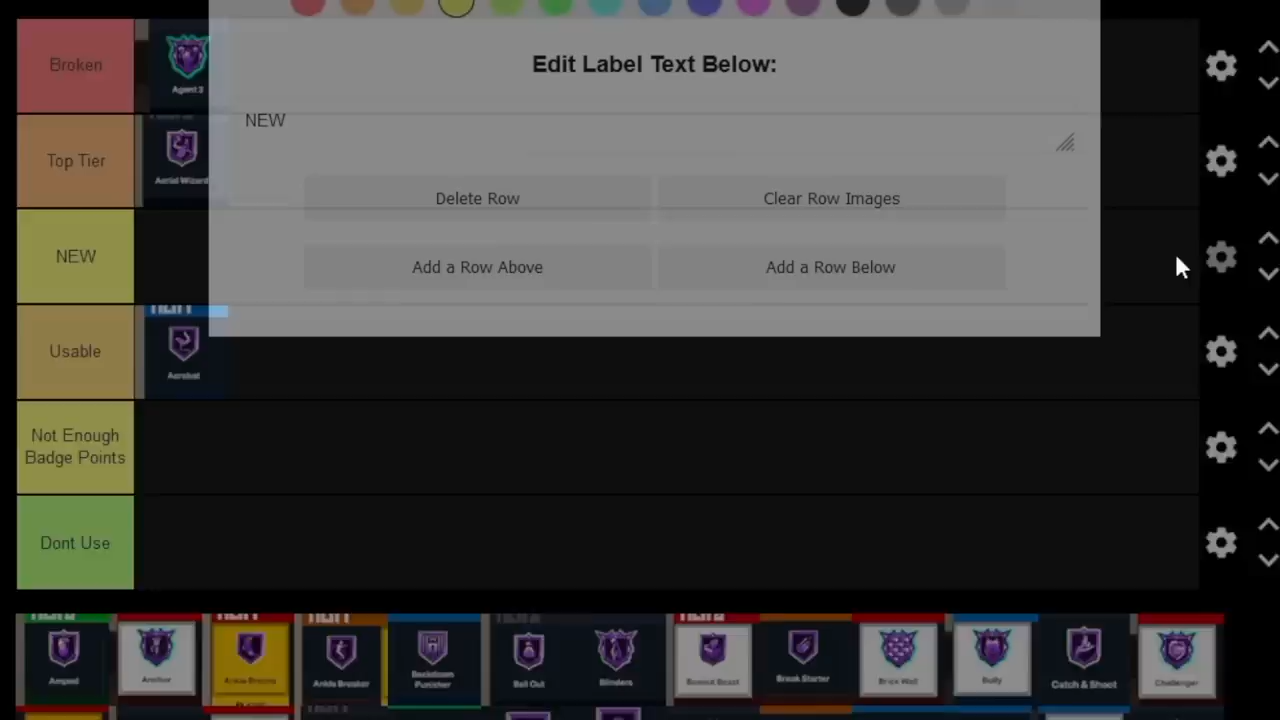 Broken
Agent 3
Edit Label Text Below:
NEW
Top Tier
Aerial Wizard
Delete Row
Clear Row Images
NEW
Add a Row Above
Add a Row Below
Usable
Acrobat
Not Enough
Badge Points
Dont Use
Amped
Anchor
Ankle Braces
Ankle Breaker
Backdown
Punisher
Bail Out
Blinders
Boxout Beast
Break Starter
Brick Wall
Bully
Catch & Shoot
Challenger